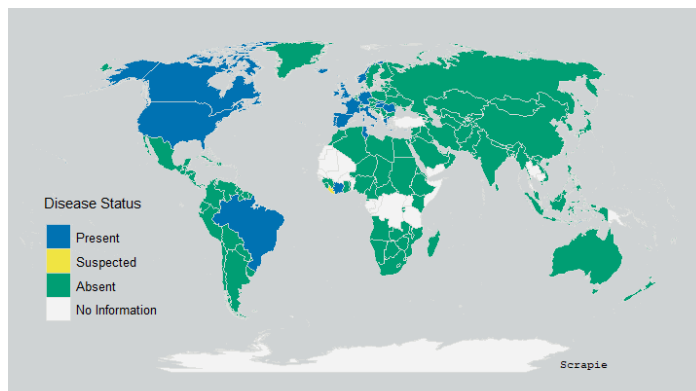 Disease Status
Present
Suspected
Absent
No Information
Scrapie